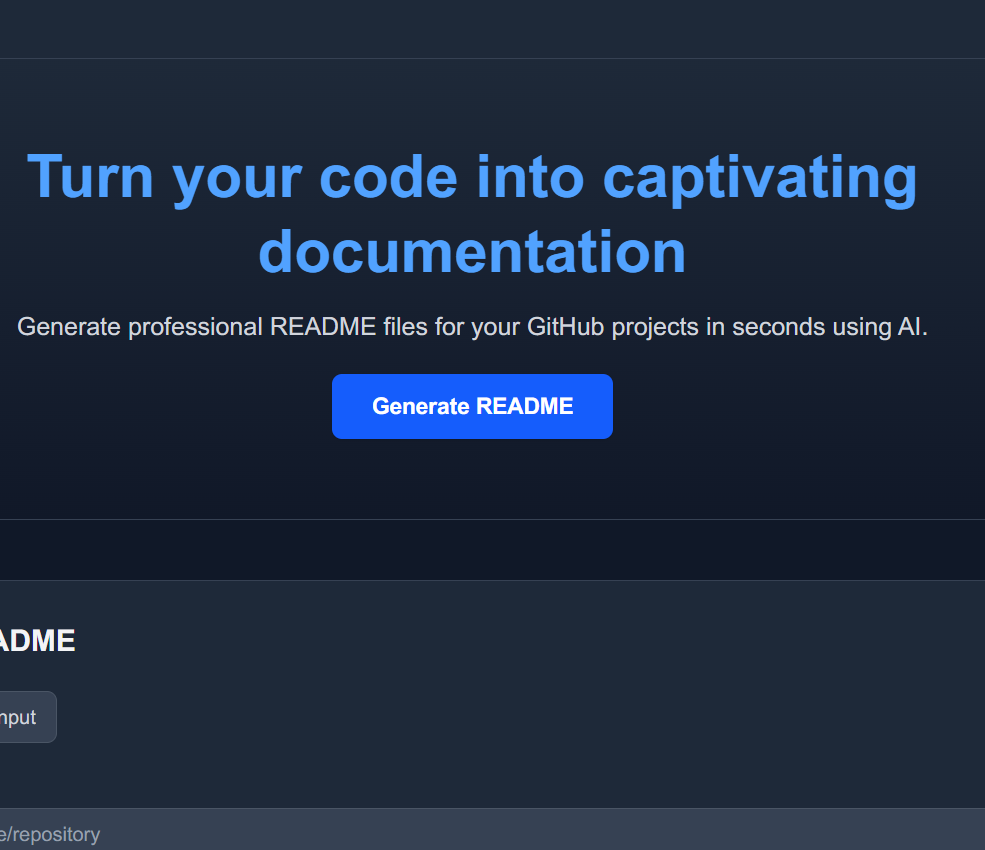 Turn your code into captivating
documentation
Generate professional README files for your GitHub projects in seconds using AI.
Generate README
ADME
nput
e/repository